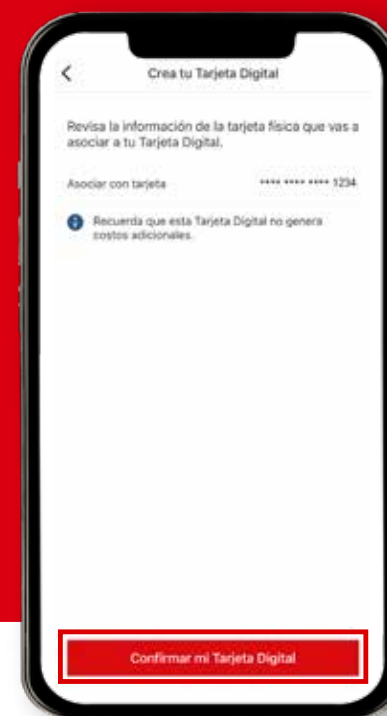 Crea tu Tarjeta Digital
Revisa la información de la tarjeta física que vas a
asociar a tu Tarjeta Digital.
Asociar con tarjeta •••• •••• •••• 1234
Recuerda que esta Tarjeta Digital no genera
costos adicionales.
Confirmar mi Tarjeta Digital